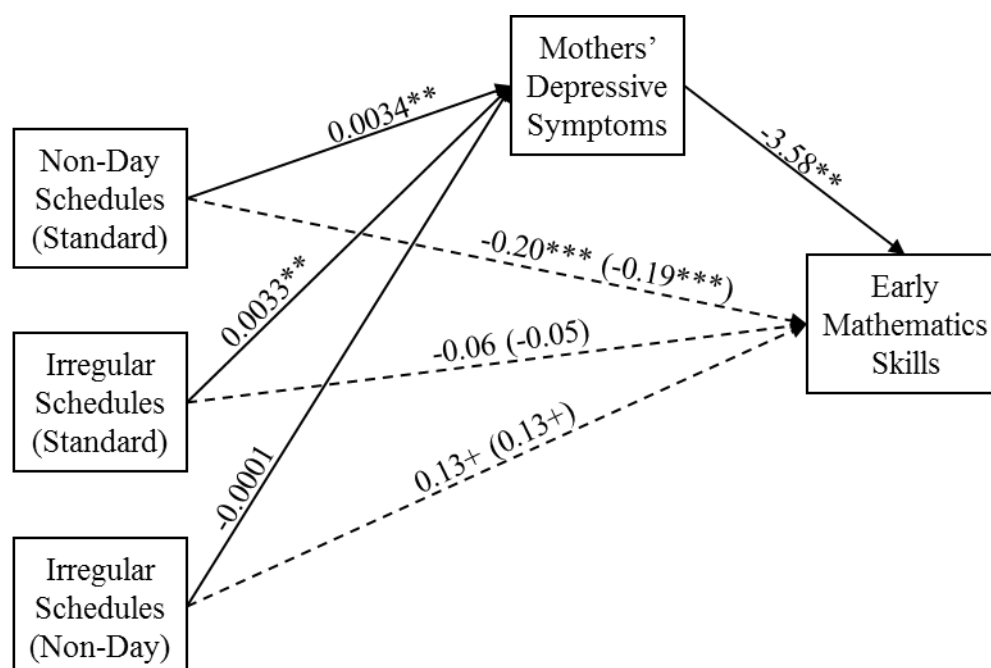 Mothers’
Depressive
Symptoms
0.0034**
-3.58**
Non-Day
Schedules
(Standard)
-0.20*** (-0.19***)
Early
Mathematics
Skills
0.0033**
-0.06 (-0.05)
Irregular
Schedules
(Standard)
0.13+ (0.13+)
-0.0001
Irregular
Schedules
(Non-Day)